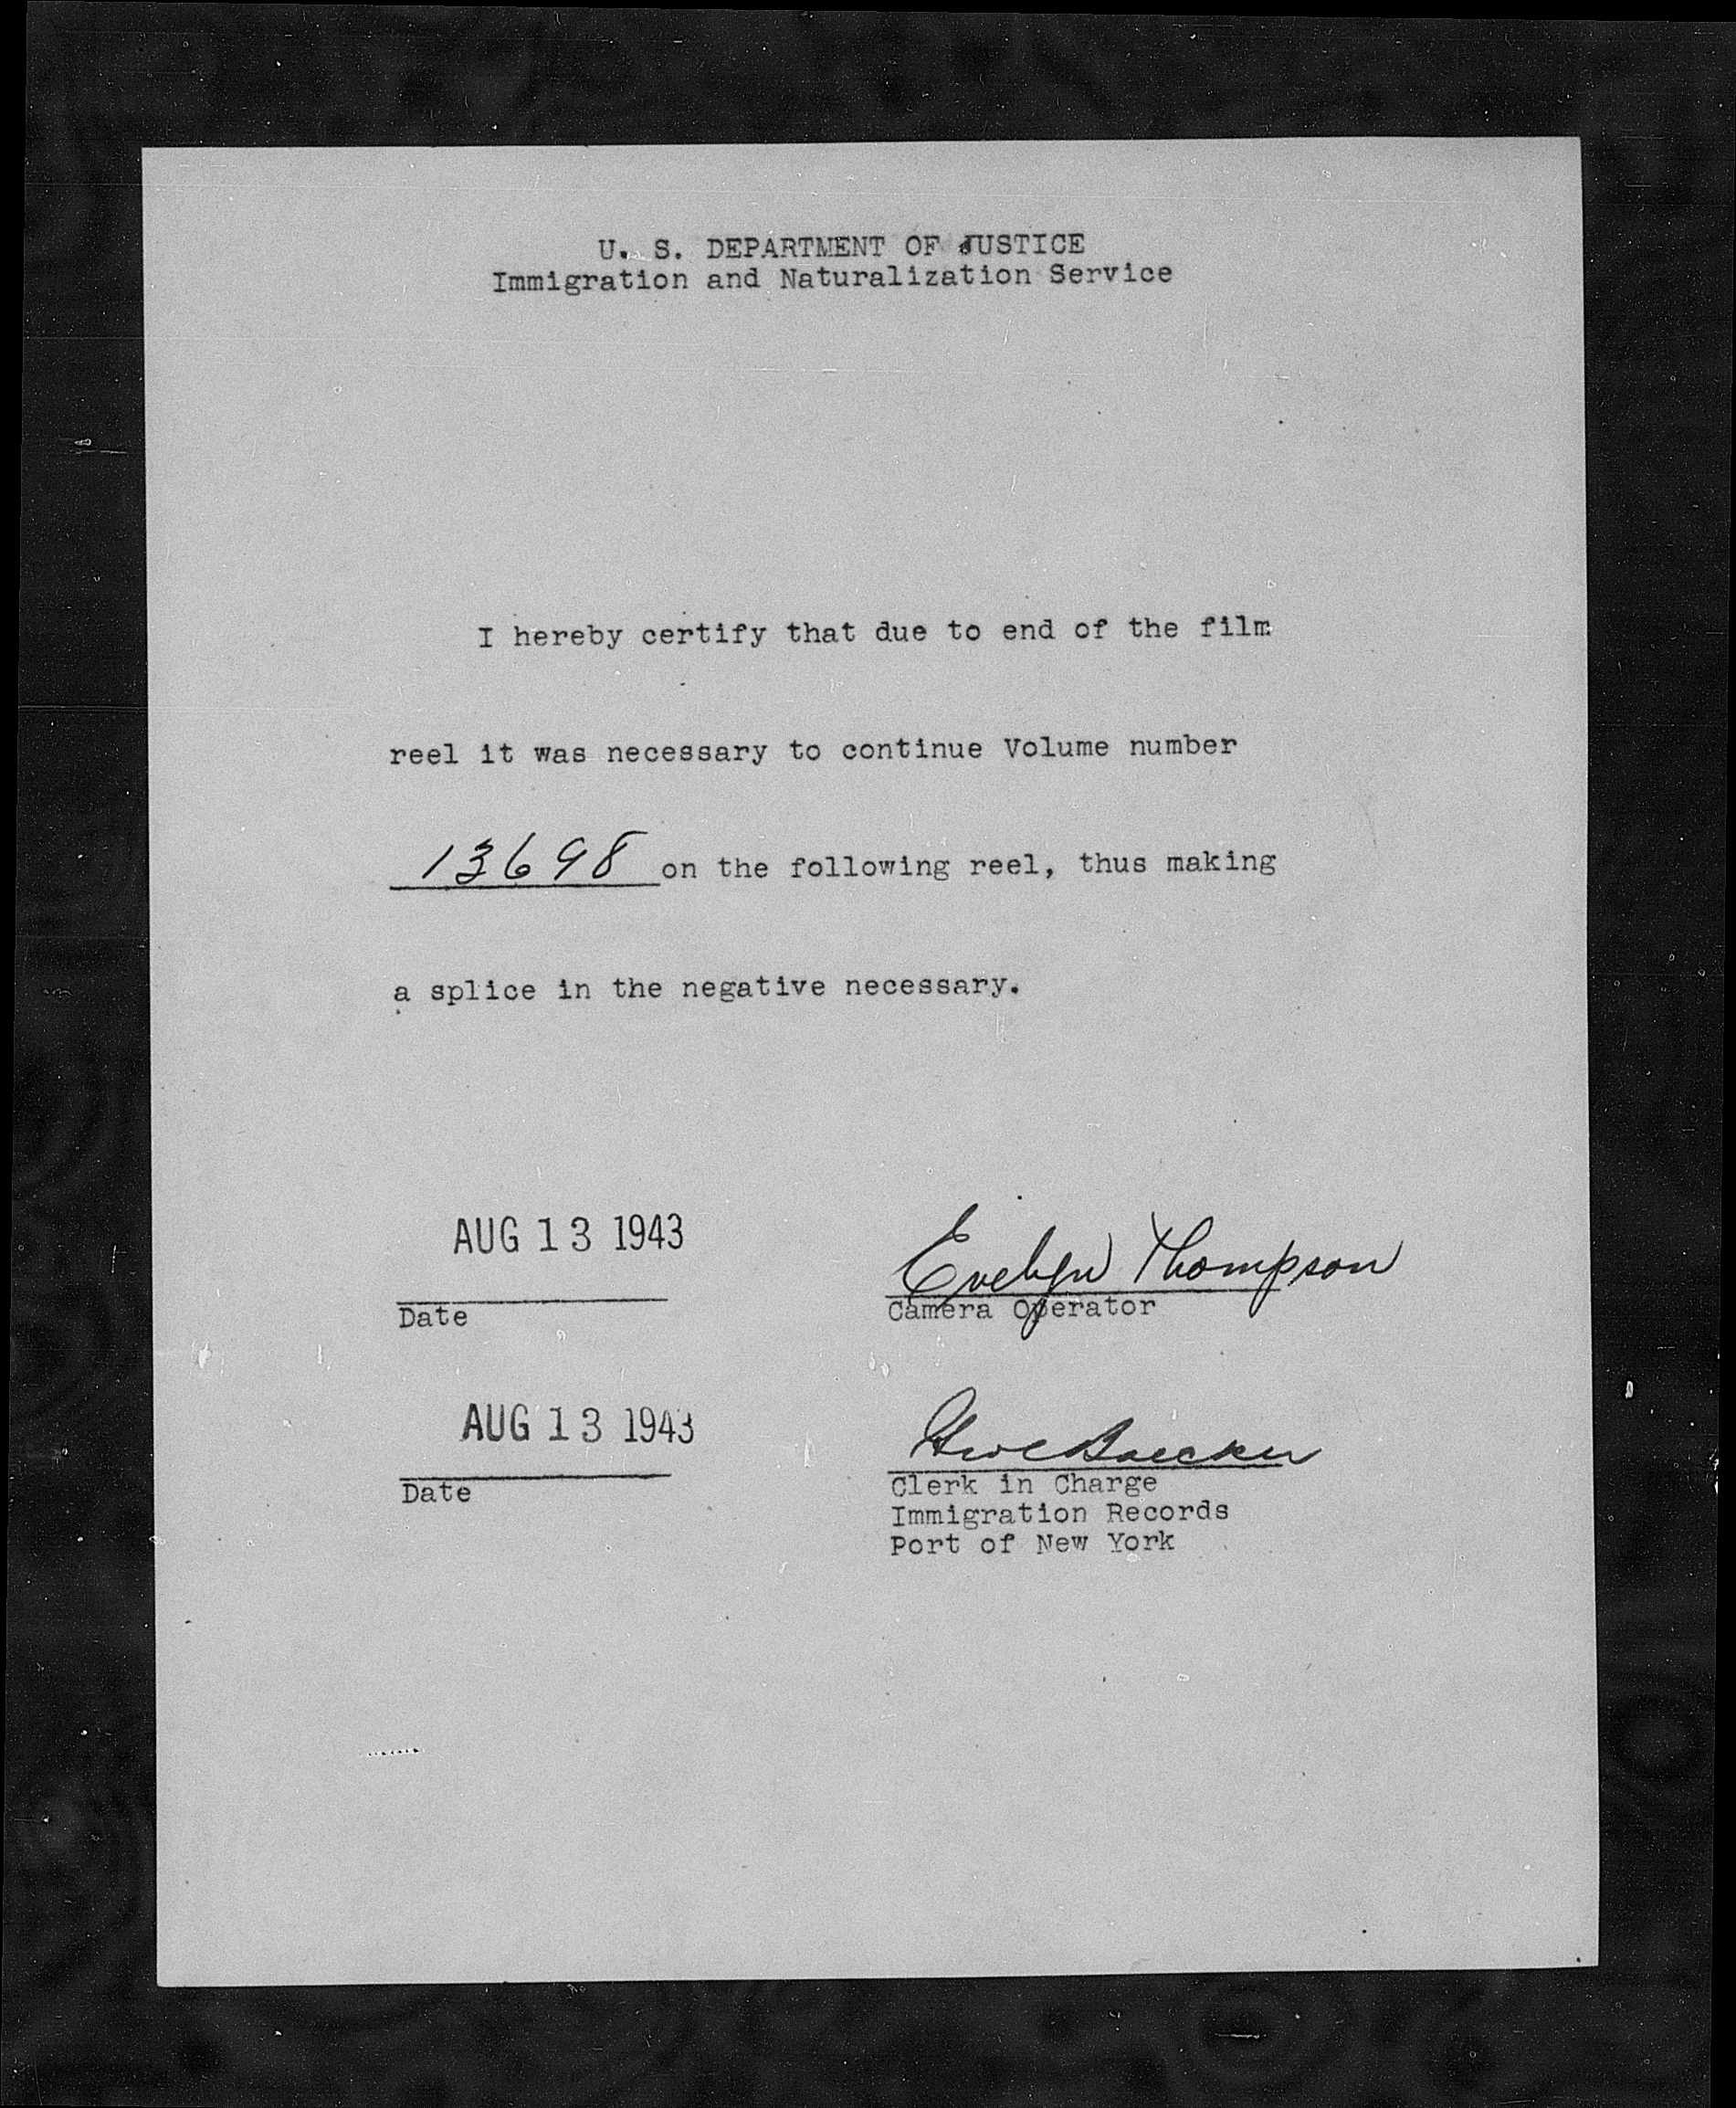 U. S. DEPARTMENT OF JUSTICE
Immigration and Naturalization Service
I hereby certify that due to end of the film
reel it was necessary to continue Volume number
13698 on the following reel, thus making
a splice in the negative necessary.
AUG 13 1943
Evelyn Thompson
Date
Camera Operator
AUG 13 1943
Date
Clerk in Charge
Immigration Records
Port of New York